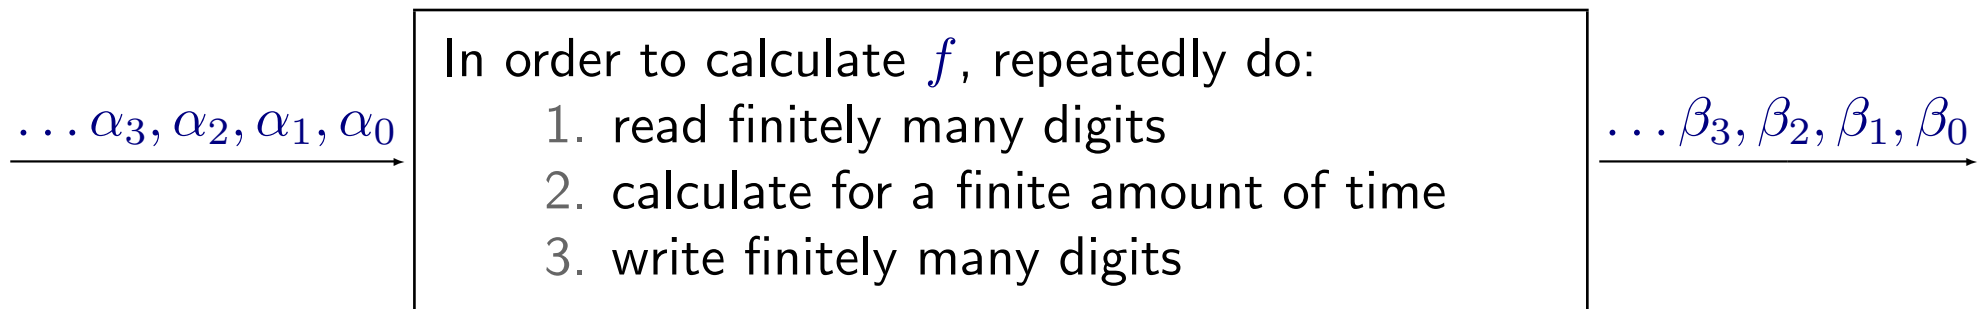 In order to calculate f, repeatedly do:
… α₃, α₂, α₁, α₀
1. read finitely many digits
… β₃, β₂, β₁, β₀
2. calculate for a finite amount of time
3. write finitely many digits